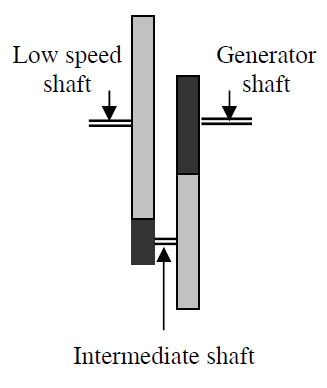 Low speed
shaft
Generator
shaft
Intermediate shaft